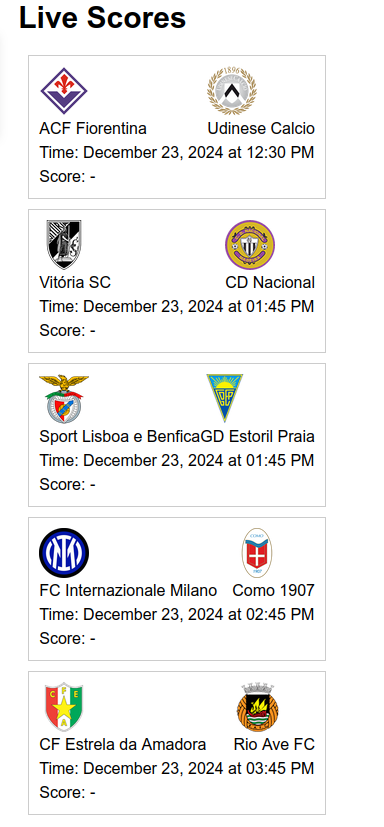 Live Scores
1896
ACF Fiorentina Udinese Calcio
Time: December 23, 2024 at 12:30 PM
Score: -
Vitória SC CD Nacional
Time: December 23, 2024 at 01:45 PM
Score: -
Sport Lisboa e BenficaGD Estoril Praia
Time: December 23, 2024 at 01:45 PM
Score: -
COMO
1907
FC Internazionale Milano Como 1907
Time: December 23, 2024 at 02:45 PM
Score: -
C F E A
CF Estrela da Amadora Rio Ave FC
Time: December 23, 2024 at 03:45 PM
Score: -